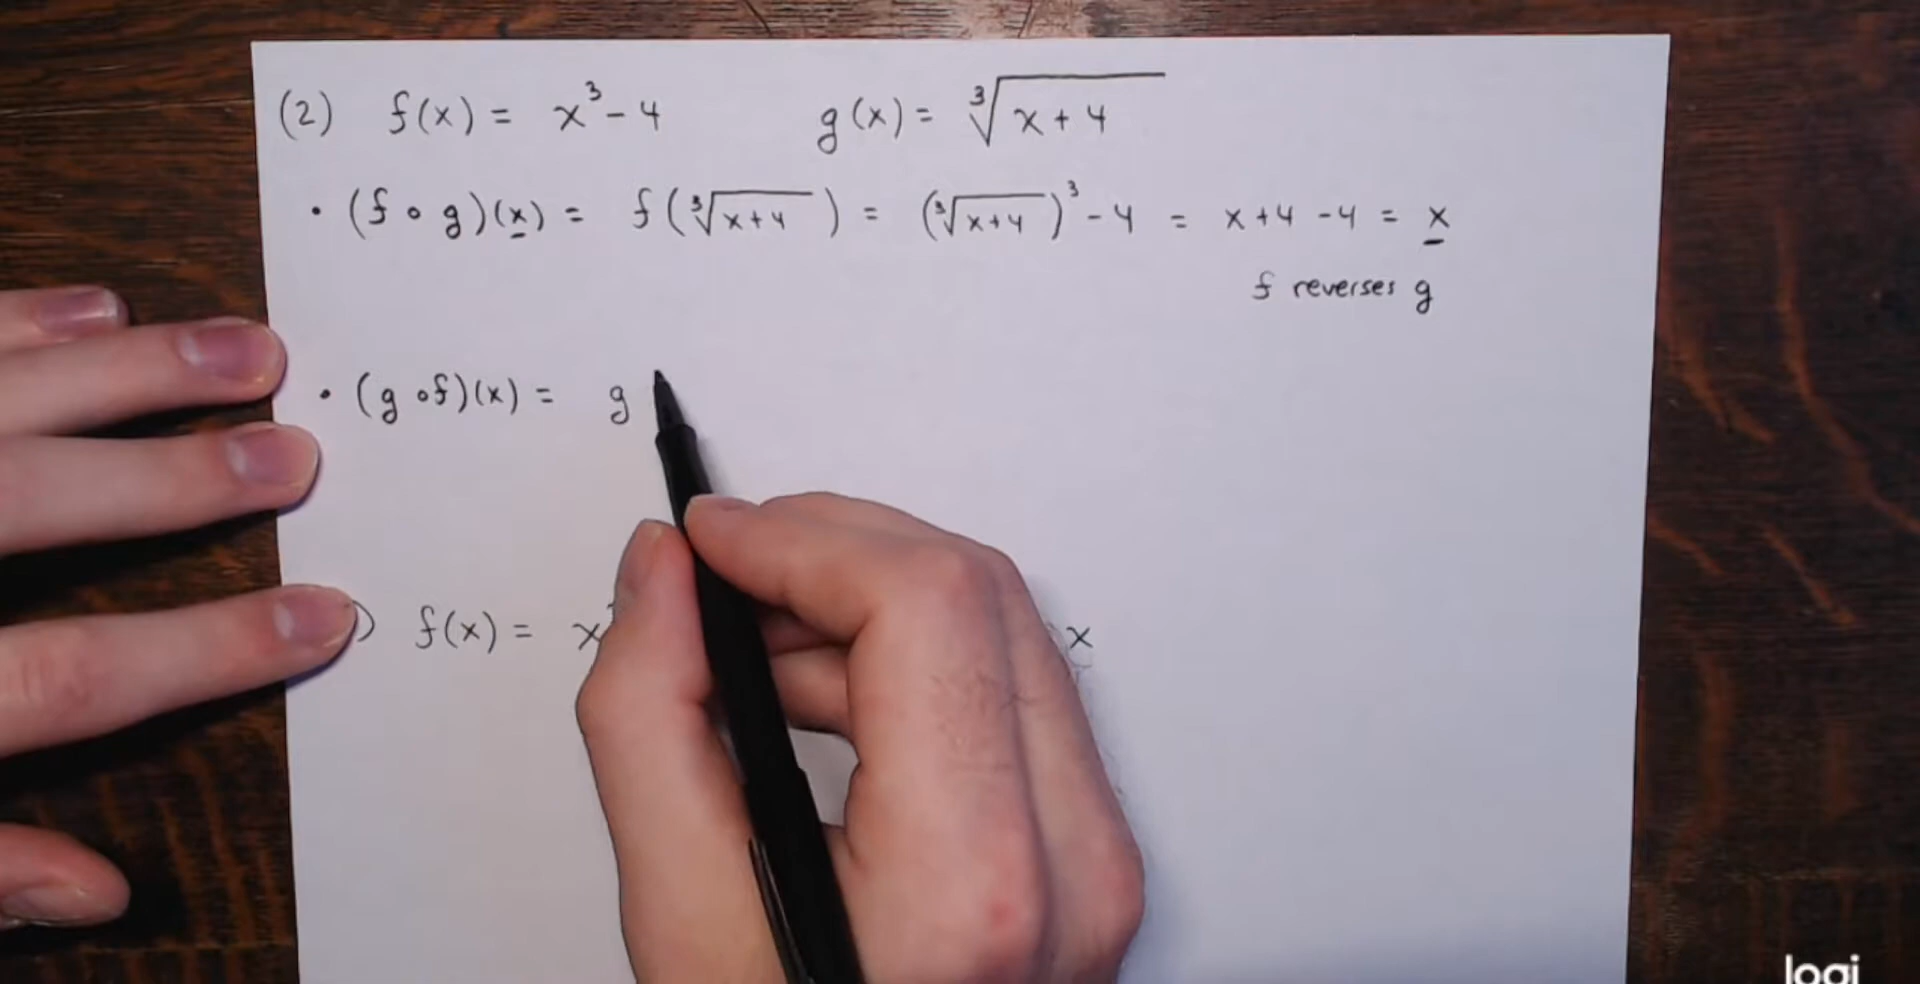 (2) f(x) = x³ - 4 g(x) = ∛(x + 4)
• (f ∘ g)(x) = f(∛(x+4)) = (∛(x+4))³ - 4 = x + 4 - 4 = x
f reverses g
• (g ∘ f)(x) = g
) f(x) = x x
logi